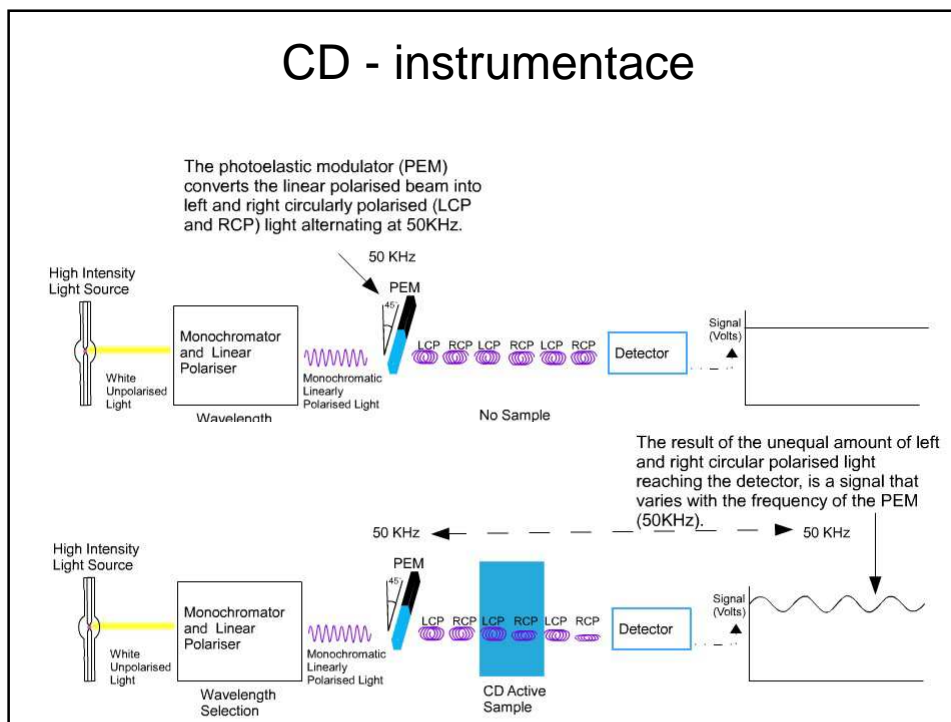 CD - instrumentace
The photoelastic modulator (PEM)
converts the linear polarised beam into
left and right circularly polarised (LCP
and RCP) light alternating at 50KHz.
50 KHz
PEM
45°
High Intensity
Light Source
White
Unpolarised
Light
Monochromator
and Linear
Polariser
Wavelength
Monochromatic
Linearly
Polarised Light
LCP RCP LCP RCP LCP RCP
No Sample
Detector
Signal
(Volts)
The result of the unequal amount of left
and right circular polarised light
reaching the detector, is a signal that
varies with the frequency of the PEM
(50KHz).
50 KHz
50 KHz
PEM
45°
High Intensity
Light Source
White
Unpolarised
Light
Monochromator
and Linear
Polariser
Wavelength
Selection
Monochromatic
Linearly
Polarised Light
LCP RCP LCP RCP LCP RCP
CD Active
Sample
Detector
Signal
(Volts)